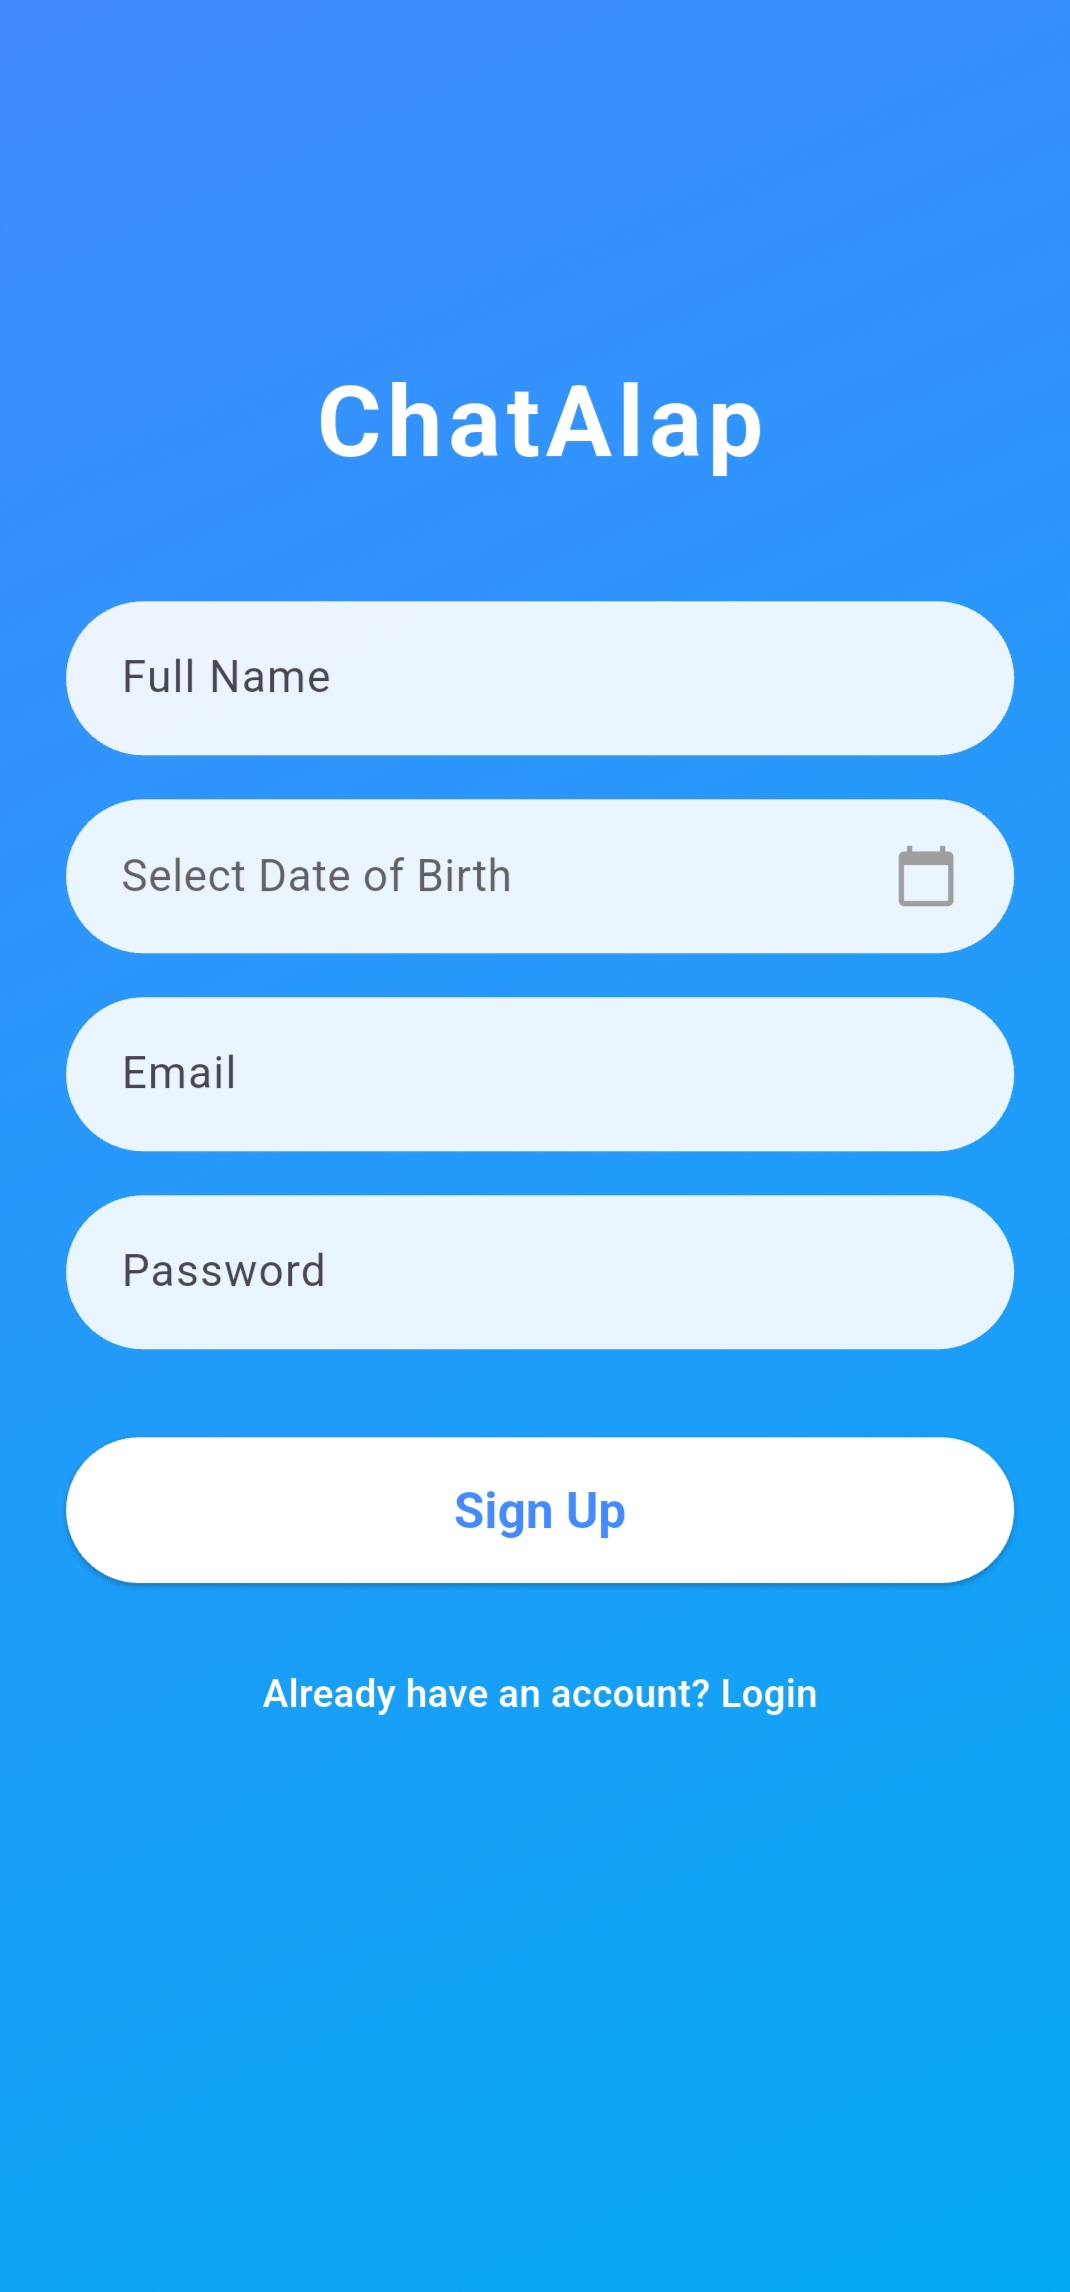 ChatAlap
Full Name
Select Date of Birth
Email
Password
Sign Up
Already have an account? Login